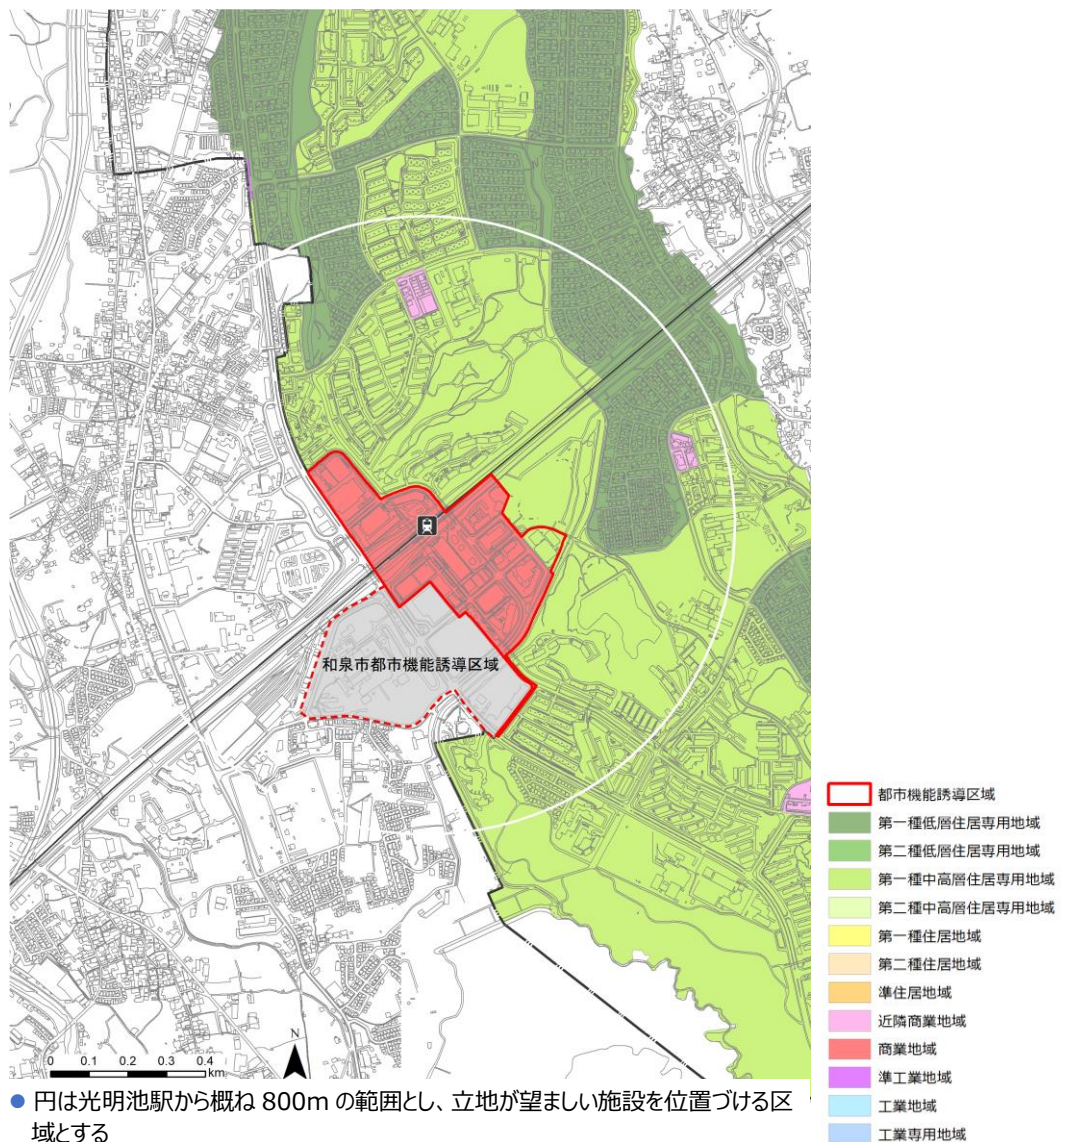 和泉市都市機能誘導区域
N
0 0.1 0.2 0.3 0.4
km
都市機能誘導区域
第一種低層住居専用地域
第二種低層住居専用地域
第一種中高層住居専用地域
第二種中高層住居専用地域
第一種住居地域
第二種住居地域
準住居地域
近隣商業地域
商業地域
準工業地域
工業地域
工業専用地域
● 円は光明池駅から概ね 800m の範囲とし、立地が望ましい施設を位置づける区
域とする